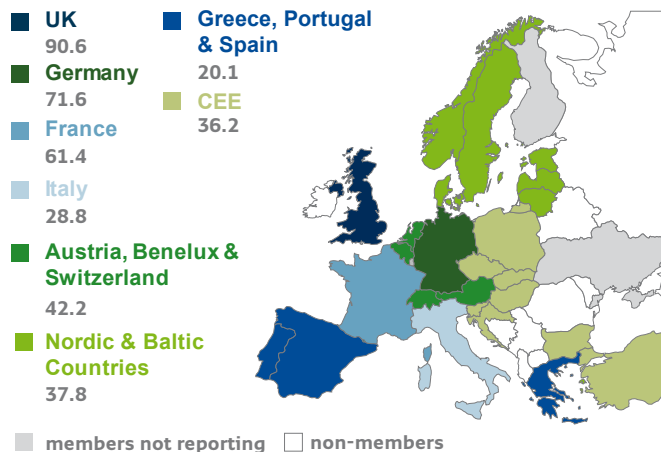 UK
90.6
Germany
71.6
France
61.4
Italy
28.8
Austria, Benelux &
Switzerland
42.2
Nordic & Baltic
Countries
37.8
Greece, Portugal
& Spain
20.1
CEE
36.2
members not reporting
non-members